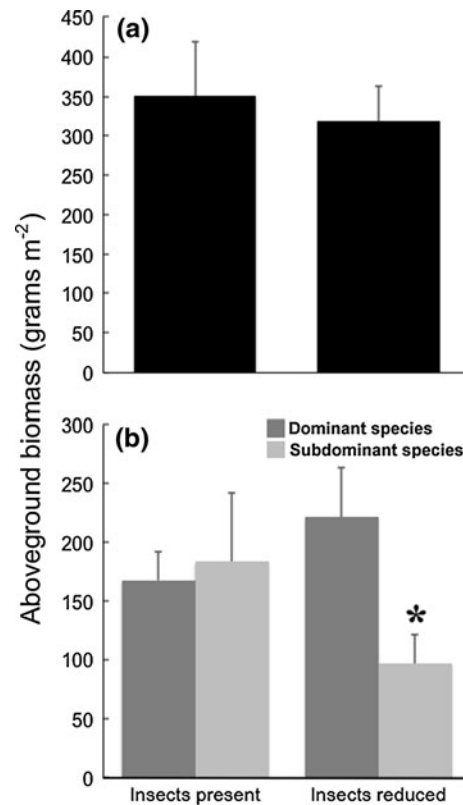 Aboveground biomass (grams m⁻²)
(a)
450
400
350
300
250
200
150
100
50
0
(b)
Dominant species
Subdominant species
300
250
200
150
100
50
0
*
Insects present
Insects reduced